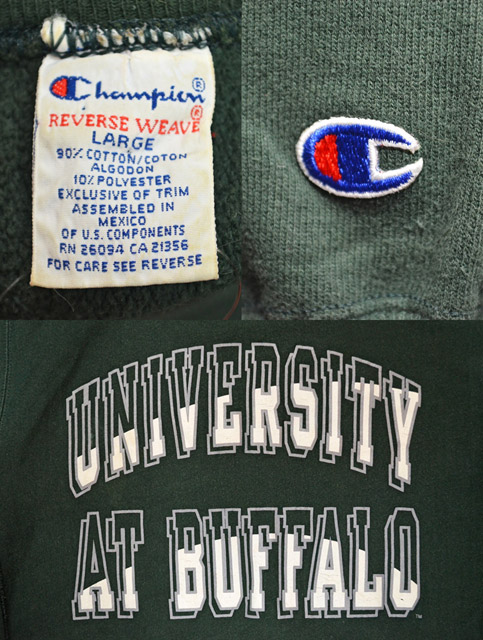 Champion®
REVERSE WEAVE®
LARGE
90% COTTON/COTON
ALGODON
10% POLYESTER
EXCLUSIVE OF TRIM
ASSEMBLED IN
MEXICO
OF U.S. COMPONENTS
RN 26094 CA 21356
FOR CARE SEE REVERSE
C
UNIVERSITY
AT BUFFALO
™